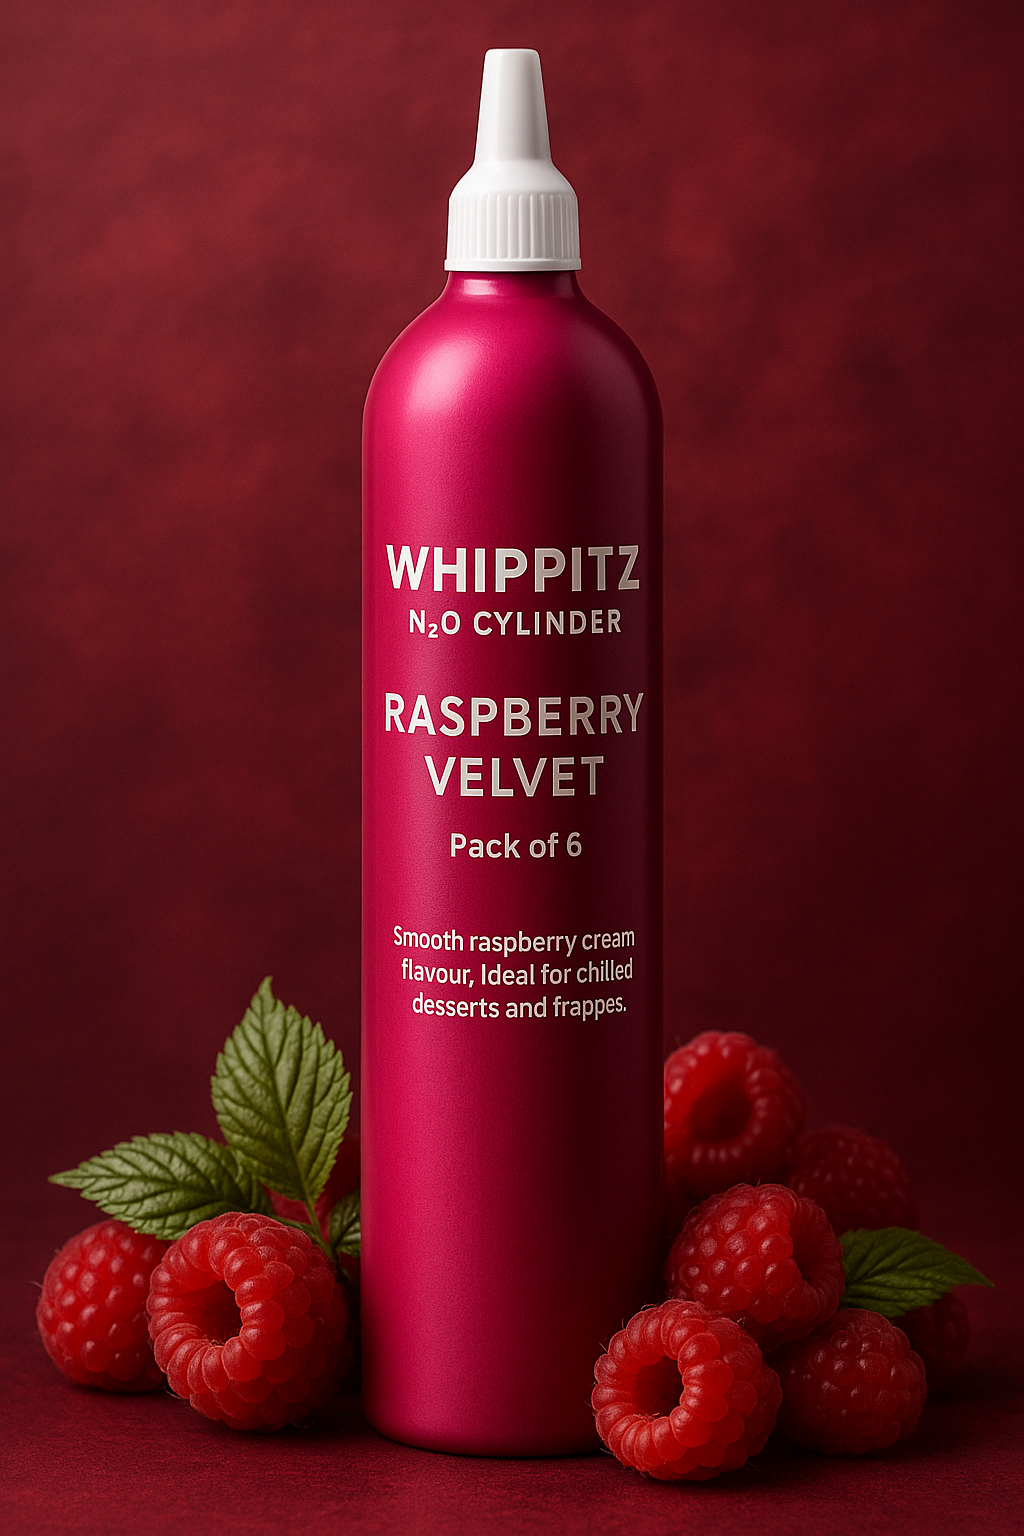 WHIPPITZ
N₂O CYLINDER
RASPBERRY
VELVET
Pack of 6
Smooth raspberry cream
flavour, Ideal for chilled
desserts and frappes.